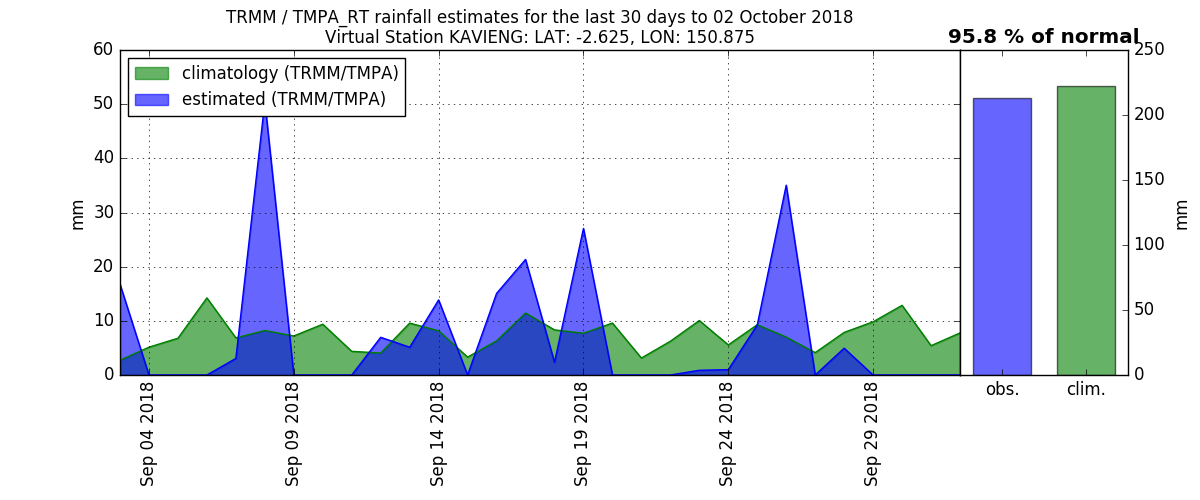 TRMM / TMPA_RT rainfall estimates for the last 30 days to 02 October 2018
Virtual Station KAVIENG: LAT: -2.625, LON: 150.875
95.8 % of normal
climatology (TRMM/TMPA)
estimated (TRMM/TMPA)
60
50
40
30
20
10
0
mm
Sep 04 2018
Sep 09 2018
Sep 14 2018
Sep 19 2018
Sep 24 2018
Sep 29 2018
250
200
150
100
50
0
mm
obs.
clim.